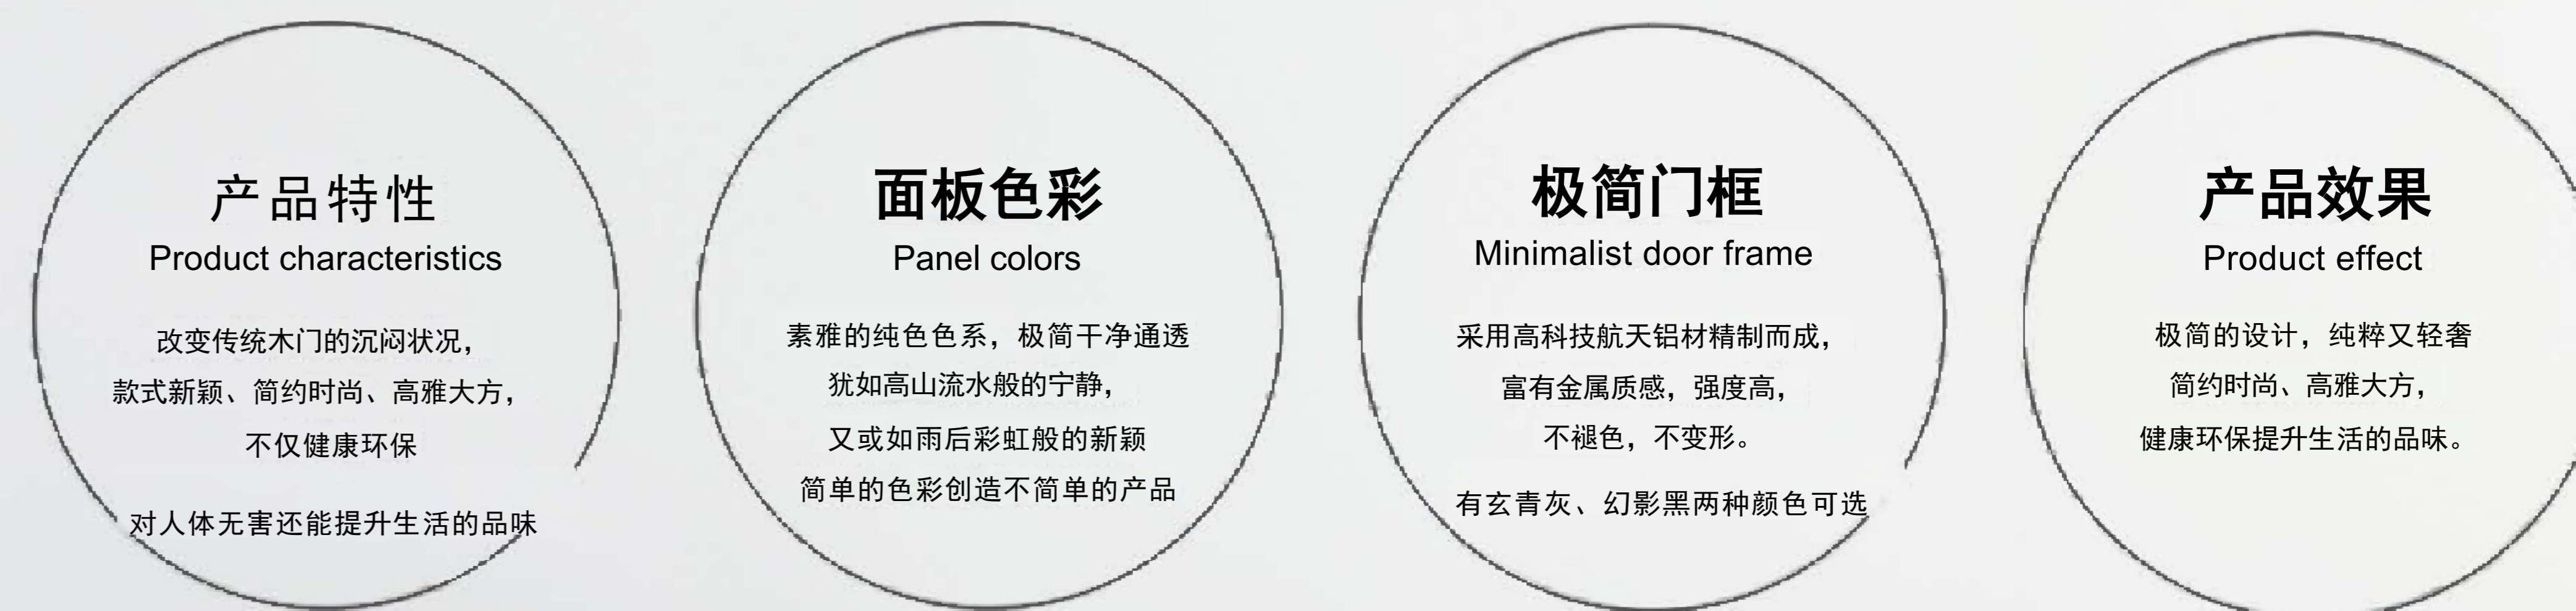 产品特性
Product characteristics
改变传统木门的沉闷状况，
款式新颖、简约时尚、高雅大方，
不仅健康环保
对人体无害还能提升生活的品味
面板色彩
Panel colors
素雅的纯色色系，极简干净通透
犹如高山流水般的宁静，
又或如雨后彩虹般的新颖
简单的色彩创造不简单的产品
极简门框
Minimalist door frame
采用高科技航天铝材精制而成，
富有金属质感，强度高，
不褪色，不变形。
有玄青灰、幻影黑两种颜色可选
产品效果
Product effect
极简的设计，纯粹又轻奢
简约时尚、高雅大方，
健康环保提升生活的品味。